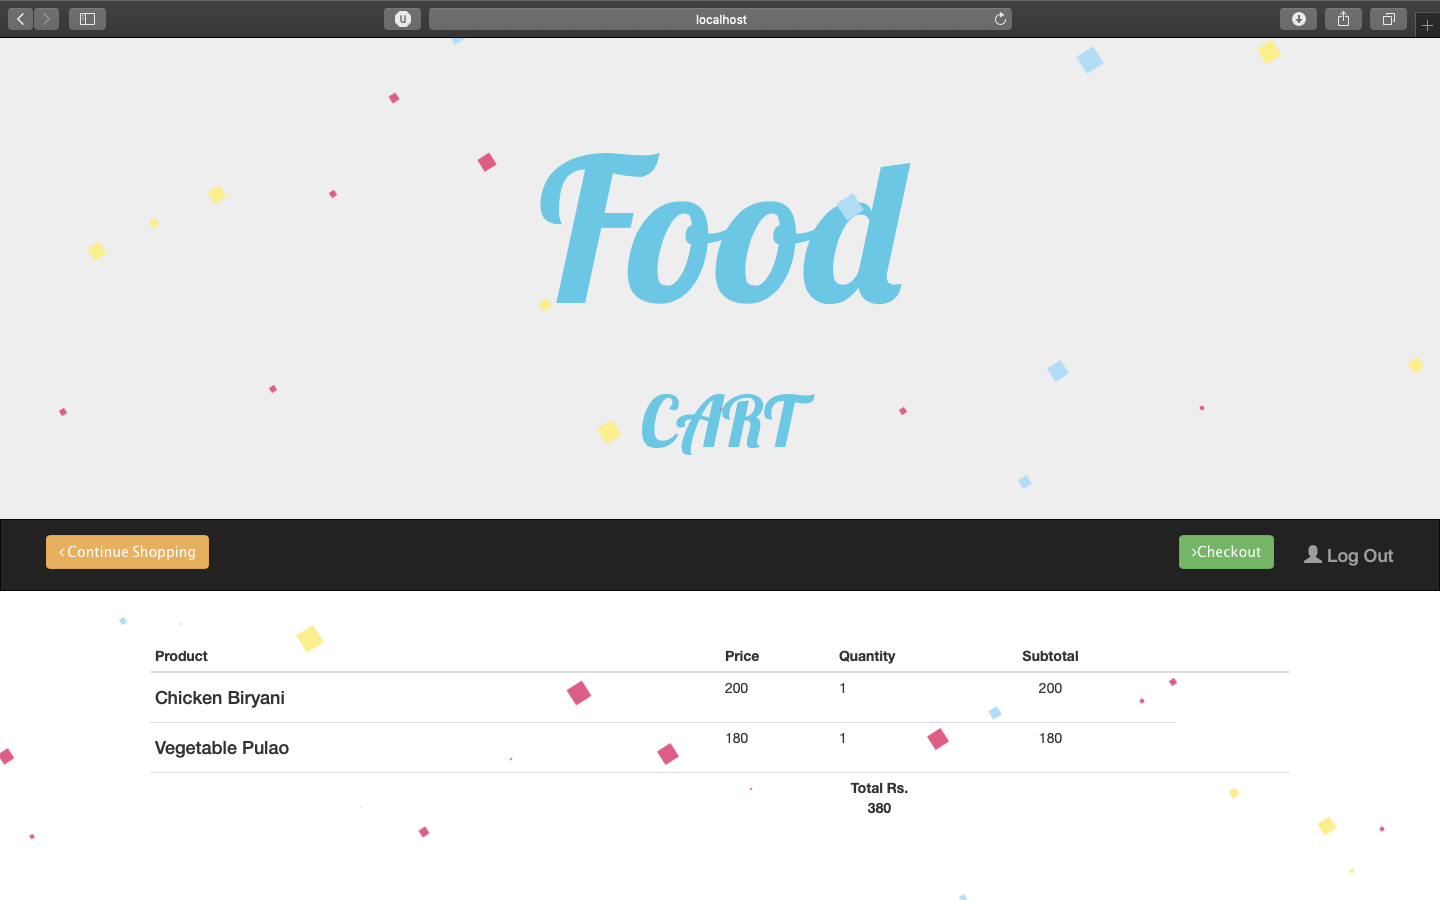 localhost
Food
CART
< Continue Shopping
>Checkout
Log Out
Product Price Quantity Subtotal
Chicken Biryani 200 1 200
Vegetable Pulao 180 1 180
Total Rs.
380